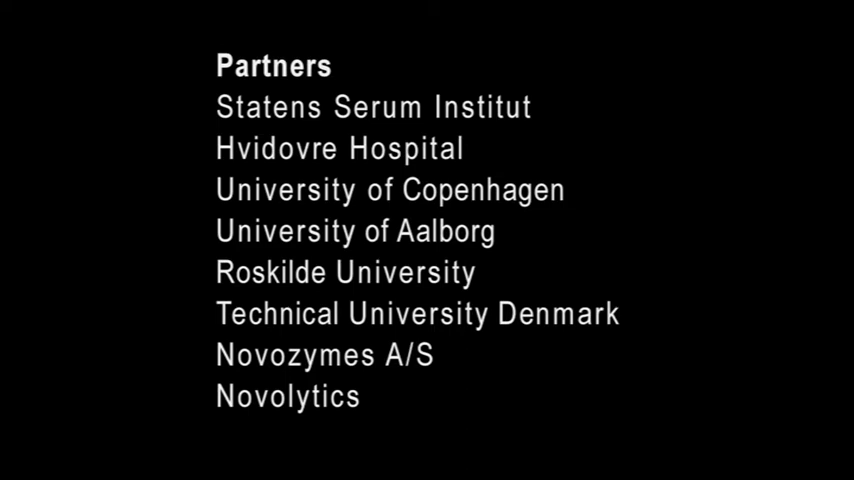 Partners
Statens Serum Institut
Hvidovre Hospital
University of Copenhagen
University of Aalborg
Roskilde University
Technical University Denmark
Novozymes A/S
Novolytics